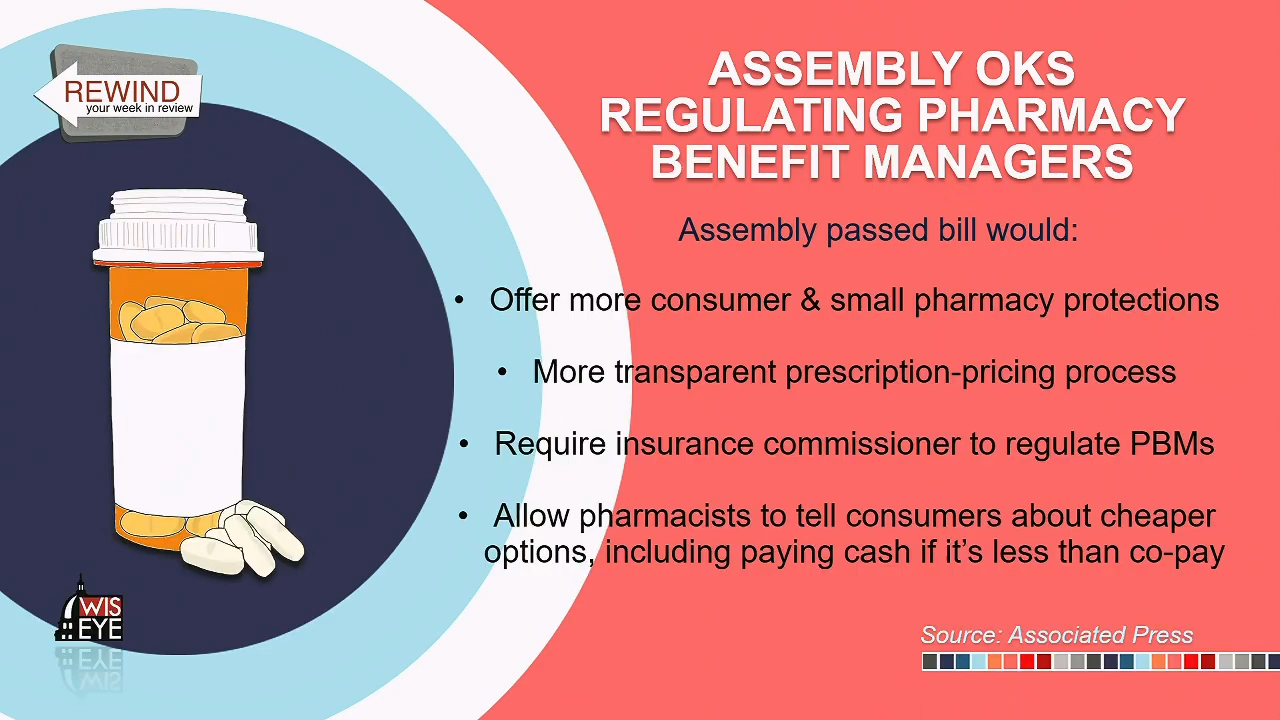 REWIND
your week in review
ASSEMBLY OKS
REGULATING PHARMACY
BENEFIT MANAGERS
Assembly passed bill would:
• Offer more consumer & small pharmacy protections
• More transparent prescription-pricing process
• Require insurance commissioner to regulate PBMs
• Allow pharmacists to tell consumers about cheaper
options, including paying cash if it’s less than co-pay
WIS
EYE
Source: Associated Press